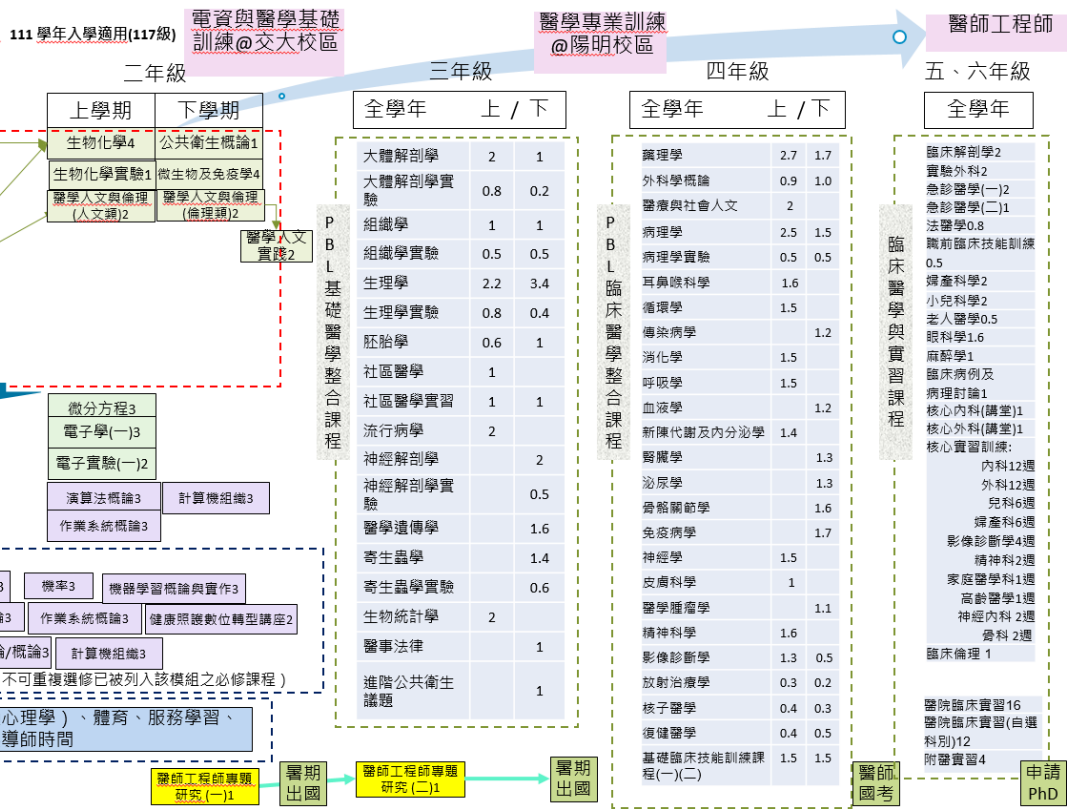 111 學年入學適用(117級)
電資與醫學基礎
訓練@交大校區
醫學專業訓練
@陽明校區
醫師工程師
二年級
三年級
四年級
五、六年級
上學期 下學期
生物化學4 公共衛生概論1
生物化學實驗1 微生物及免疫學4
醫學人文與倫理
(人文類)2
醫學人文與倫理
(倫理類)2
醫學人文
實踐2
微分方程3
電子學(一)3
電子實驗(一)2
演算法概論3 計算機組織3
作業系統概論3
3 機率3 機器學習概論與實作3
論3 作業系統概論3 健康照護數位轉型講座2
論/概論3 計算機組織3
不可重複選修已被列入該模組之必修課程)
心理學)、體育、服務學習、
導師時間
醫師工程師專題
研究 (一)1
暑期
出國
全學年 上 / 下
PBL基礎醫學整合課程
大體解剖學 2 1
大體解剖學實
驗 0.8 0.2
組織學 1 1
組織學實驗 0.5 0.5
生理學 2.2 3.4
生理學實驗 0.8 0.4
胚胎學 0.6 1
社區醫學 1
社區醫學實習 1 1
流行病學 2
神經解剖學 2
神經解剖學實
驗 0.5
醫學遺傳學 1.6
寄生蟲學 1.4
寄生蟲學實驗 0.6
生物統計學 2
醫事法律 1
進階公共衛生
議題 1
醫師工程師專題
研究 (二)1
暑期
出國
全學年 上 / 下
PBL臨床醫學整合課程
藥理學 2.7 1.7
外科學概論 0.9 1.0
醫療與社會人文 2
病理學 2.5 1.5
病理學實驗 0.5 0.5
耳鼻喉科學 1.6
循環學 1.5
傳染病學 1.2
消化學 1.5
呼吸學 1.5
血液學 1.2
新陳代謝及內分泌學 1.4
腎臟學 1.3
泌尿學 1.3
骨骼關節學 1.6
免疫病學 1.7
神經學 1.5
皮膚科學 1
醫學腫瘤學 1.1
精神科學 1.6
影像診斷學 1.3 0.5
放射治療學 0.3 0.2
核子醫學 0.4 0.3
復健醫學 0.4 0.5
基礎臨床技能訓練課
程(一)(二) 1.5 1.5
醫師
國考
全學年
臨床醫學與實習課程
臨床解剖學2
實驗外科2
急診醫學(一)2
急診醫學(二)1
法醫學0.8
職前臨床技能訓練
0.5
婦產科學2
小兒科學2
老人醫學0.5
眼科學1.6
麻醉學1
臨床病例及
病理討論1
核心內科(講堂)1
核心外科(講堂)1
核心實習訓練:
內科12週
外科12週
兒科6週
婦產科6週
影像診斷學4週
精神科2週
家庭醫學科1週
高齡醫學1週
神經內科 2週
骨科 2週
臨床倫理 1
醫院臨床實習16
醫院臨床實習(自選
科別)12
附醫實習4
申請
PhD